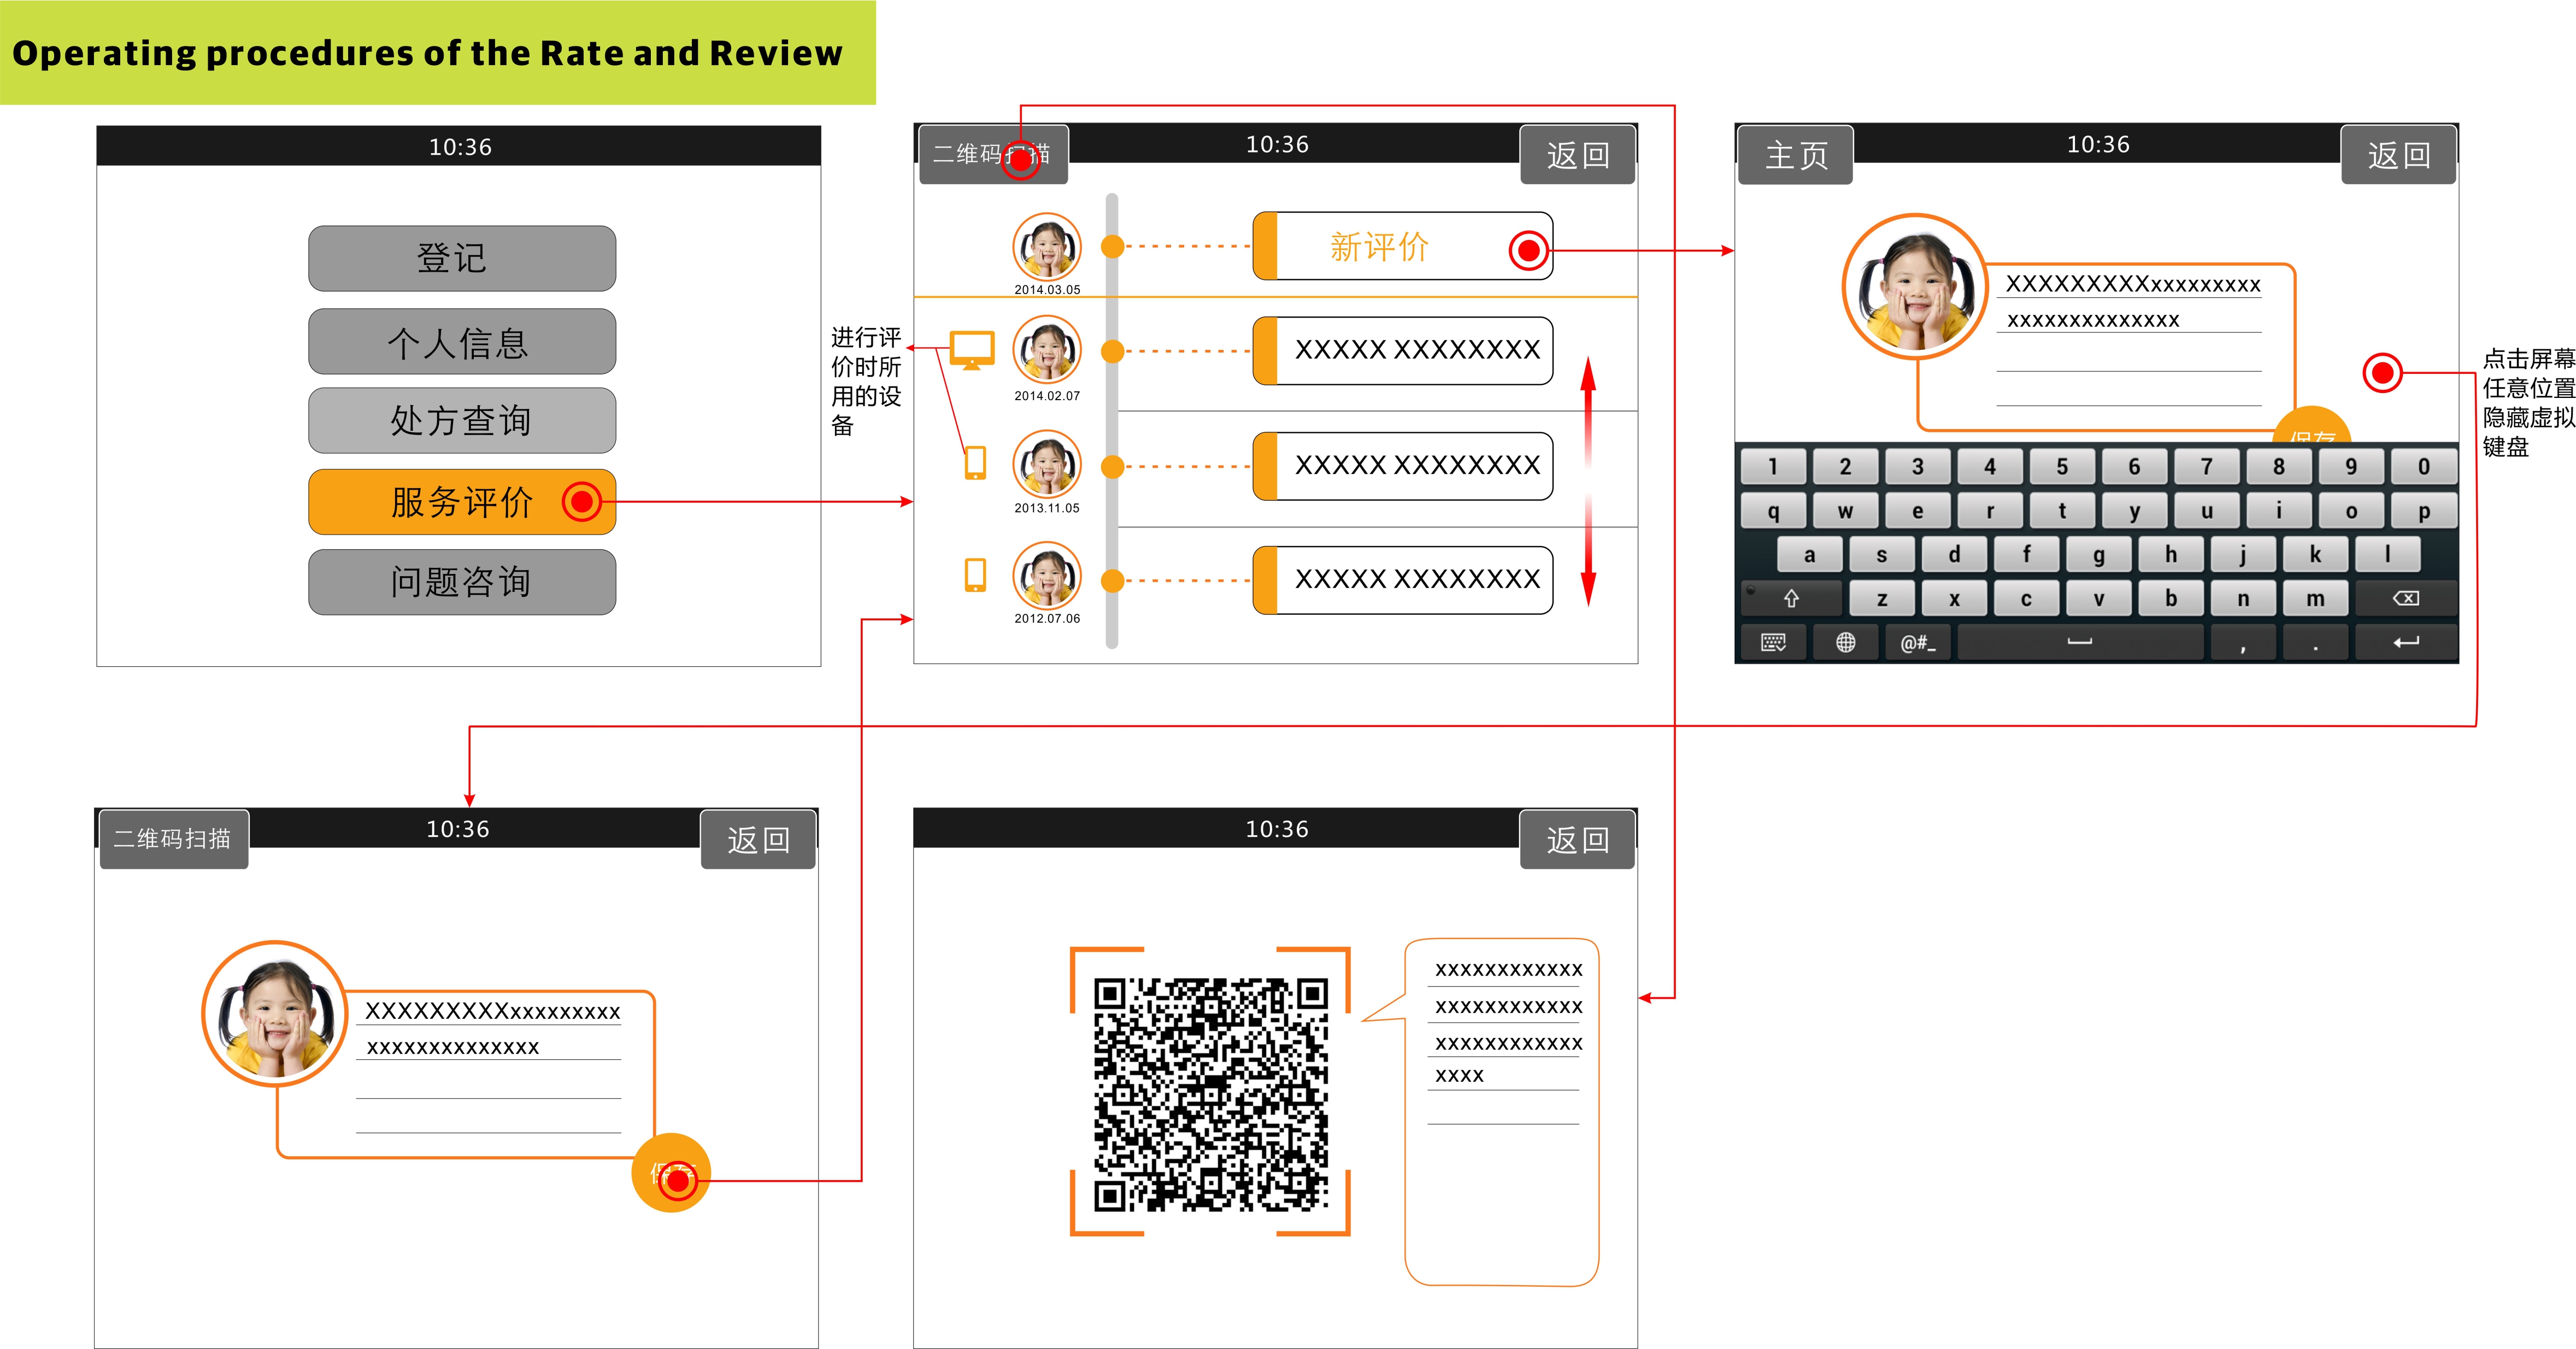 Operating procedures of the Rate and Review
10:36
登记
个人信息
处方查询
服务评价
问题咨询
二维码扫描
10:36
返回
新评价
2014.03.05
XXXXX XXXXXXXX
2014.02.07
XXXXX XXXXXXXX
2013.11.05
XXXXX XXXXXXXX
2012.07.06
进行评
价时所
用的设
备
主页
10:36
返回
XXXXXXXXXxxxxxxxxx
xxxxxxxxxxxxxx
保存
1 2 3 4 5 6 7 8 9 0
q w e r t y u i o p
a s d f g h j k l
z x c v b n m
@#_ , .
点击屏幕
任意位置
隐藏虚拟
键盘
二维码扫描
10:36
返回
XXXXXXXXXxxxxxxxxx
xxxxxxxxxxxxxx
10:36
返回
xxxxxxxxxxxx
xxxxxxxxxxxx
xxxxxxxxxxxx
xxxx